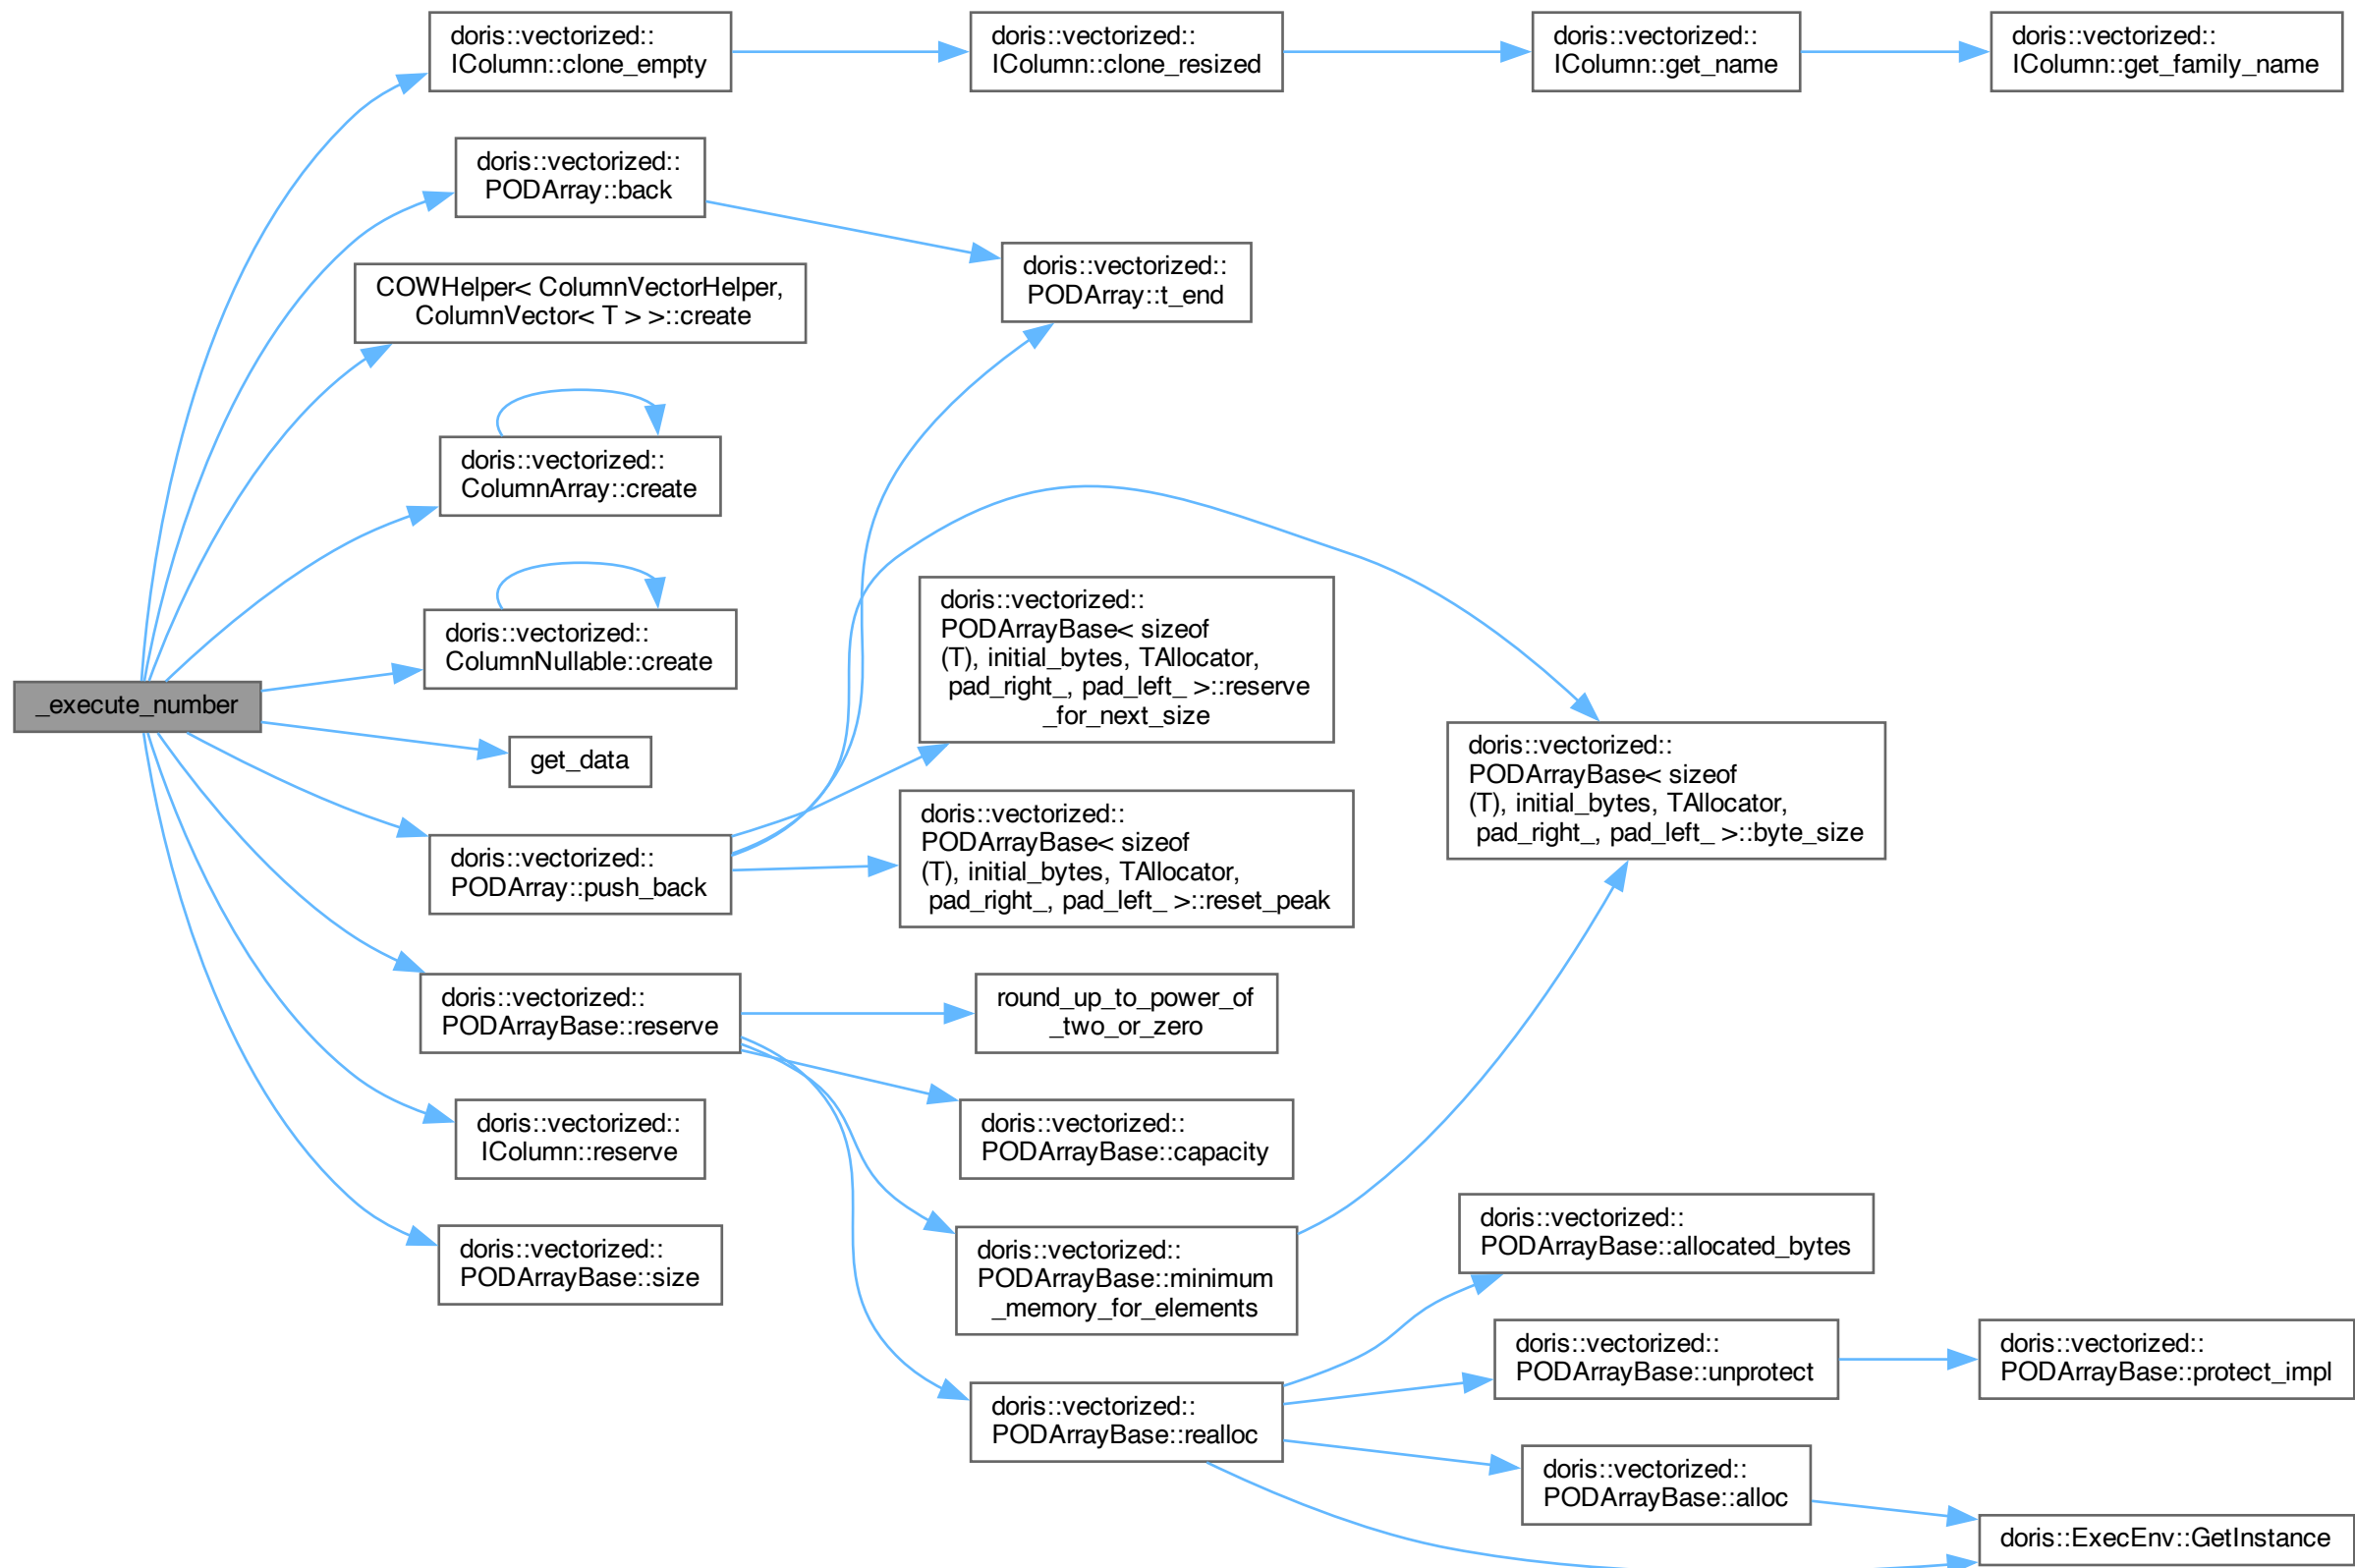 doris::vectorized::
IColumn::clone_empty
doris::vectorized::
IColumn::clone_resized
doris::vectorized::
IColumn::get_name
doris::vectorized::
IColumn::get_family_name
doris::vectorized::
PODArray::back
doris::vectorized::
PODArray::t_end
COWHelper< ColumnVectorHelper,
ColumnVector< T > >::create
doris::vectorized::
ColumnArray::create
doris::vectorized::
ColumnNullable::create
doris::vectorized::
PODArrayBase< sizeof
(T), initial_bytes, TAllocator,
pad_right_, pad_left_ >::reserve
_for_next_size
_execute_number
get_data
doris::vectorized::
PODArrayBase< sizeof
(T), initial_bytes, TAllocator,
pad_right_, pad_left_ >::byte_size
doris::vectorized::
PODArray::push_back
doris::vectorized::
PODArrayBase< sizeof
(T), initial_bytes, TAllocator,
pad_right_, pad_left_ >::reset_peak
doris::vectorized::
PODArrayBase::reserve
round_up_to_power_of
_two_or_zero
doris::vectorized::
IColumn::reserve
doris::vectorized::
PODArrayBase::capacity
doris::vectorized::
PODArrayBase::size
doris::vectorized::
PODArrayBase::minimum
_memory_for_elements
doris::vectorized::
PODArrayBase::allocated_bytes
doris::vectorized::
PODArrayBase::realloc
doris::vectorized::
PODArrayBase::unprotect
doris::vectorized::
PODArrayBase::protect_impl
doris::vectorized::
PODArrayBase::alloc
doris::ExecEnv::GetInstance